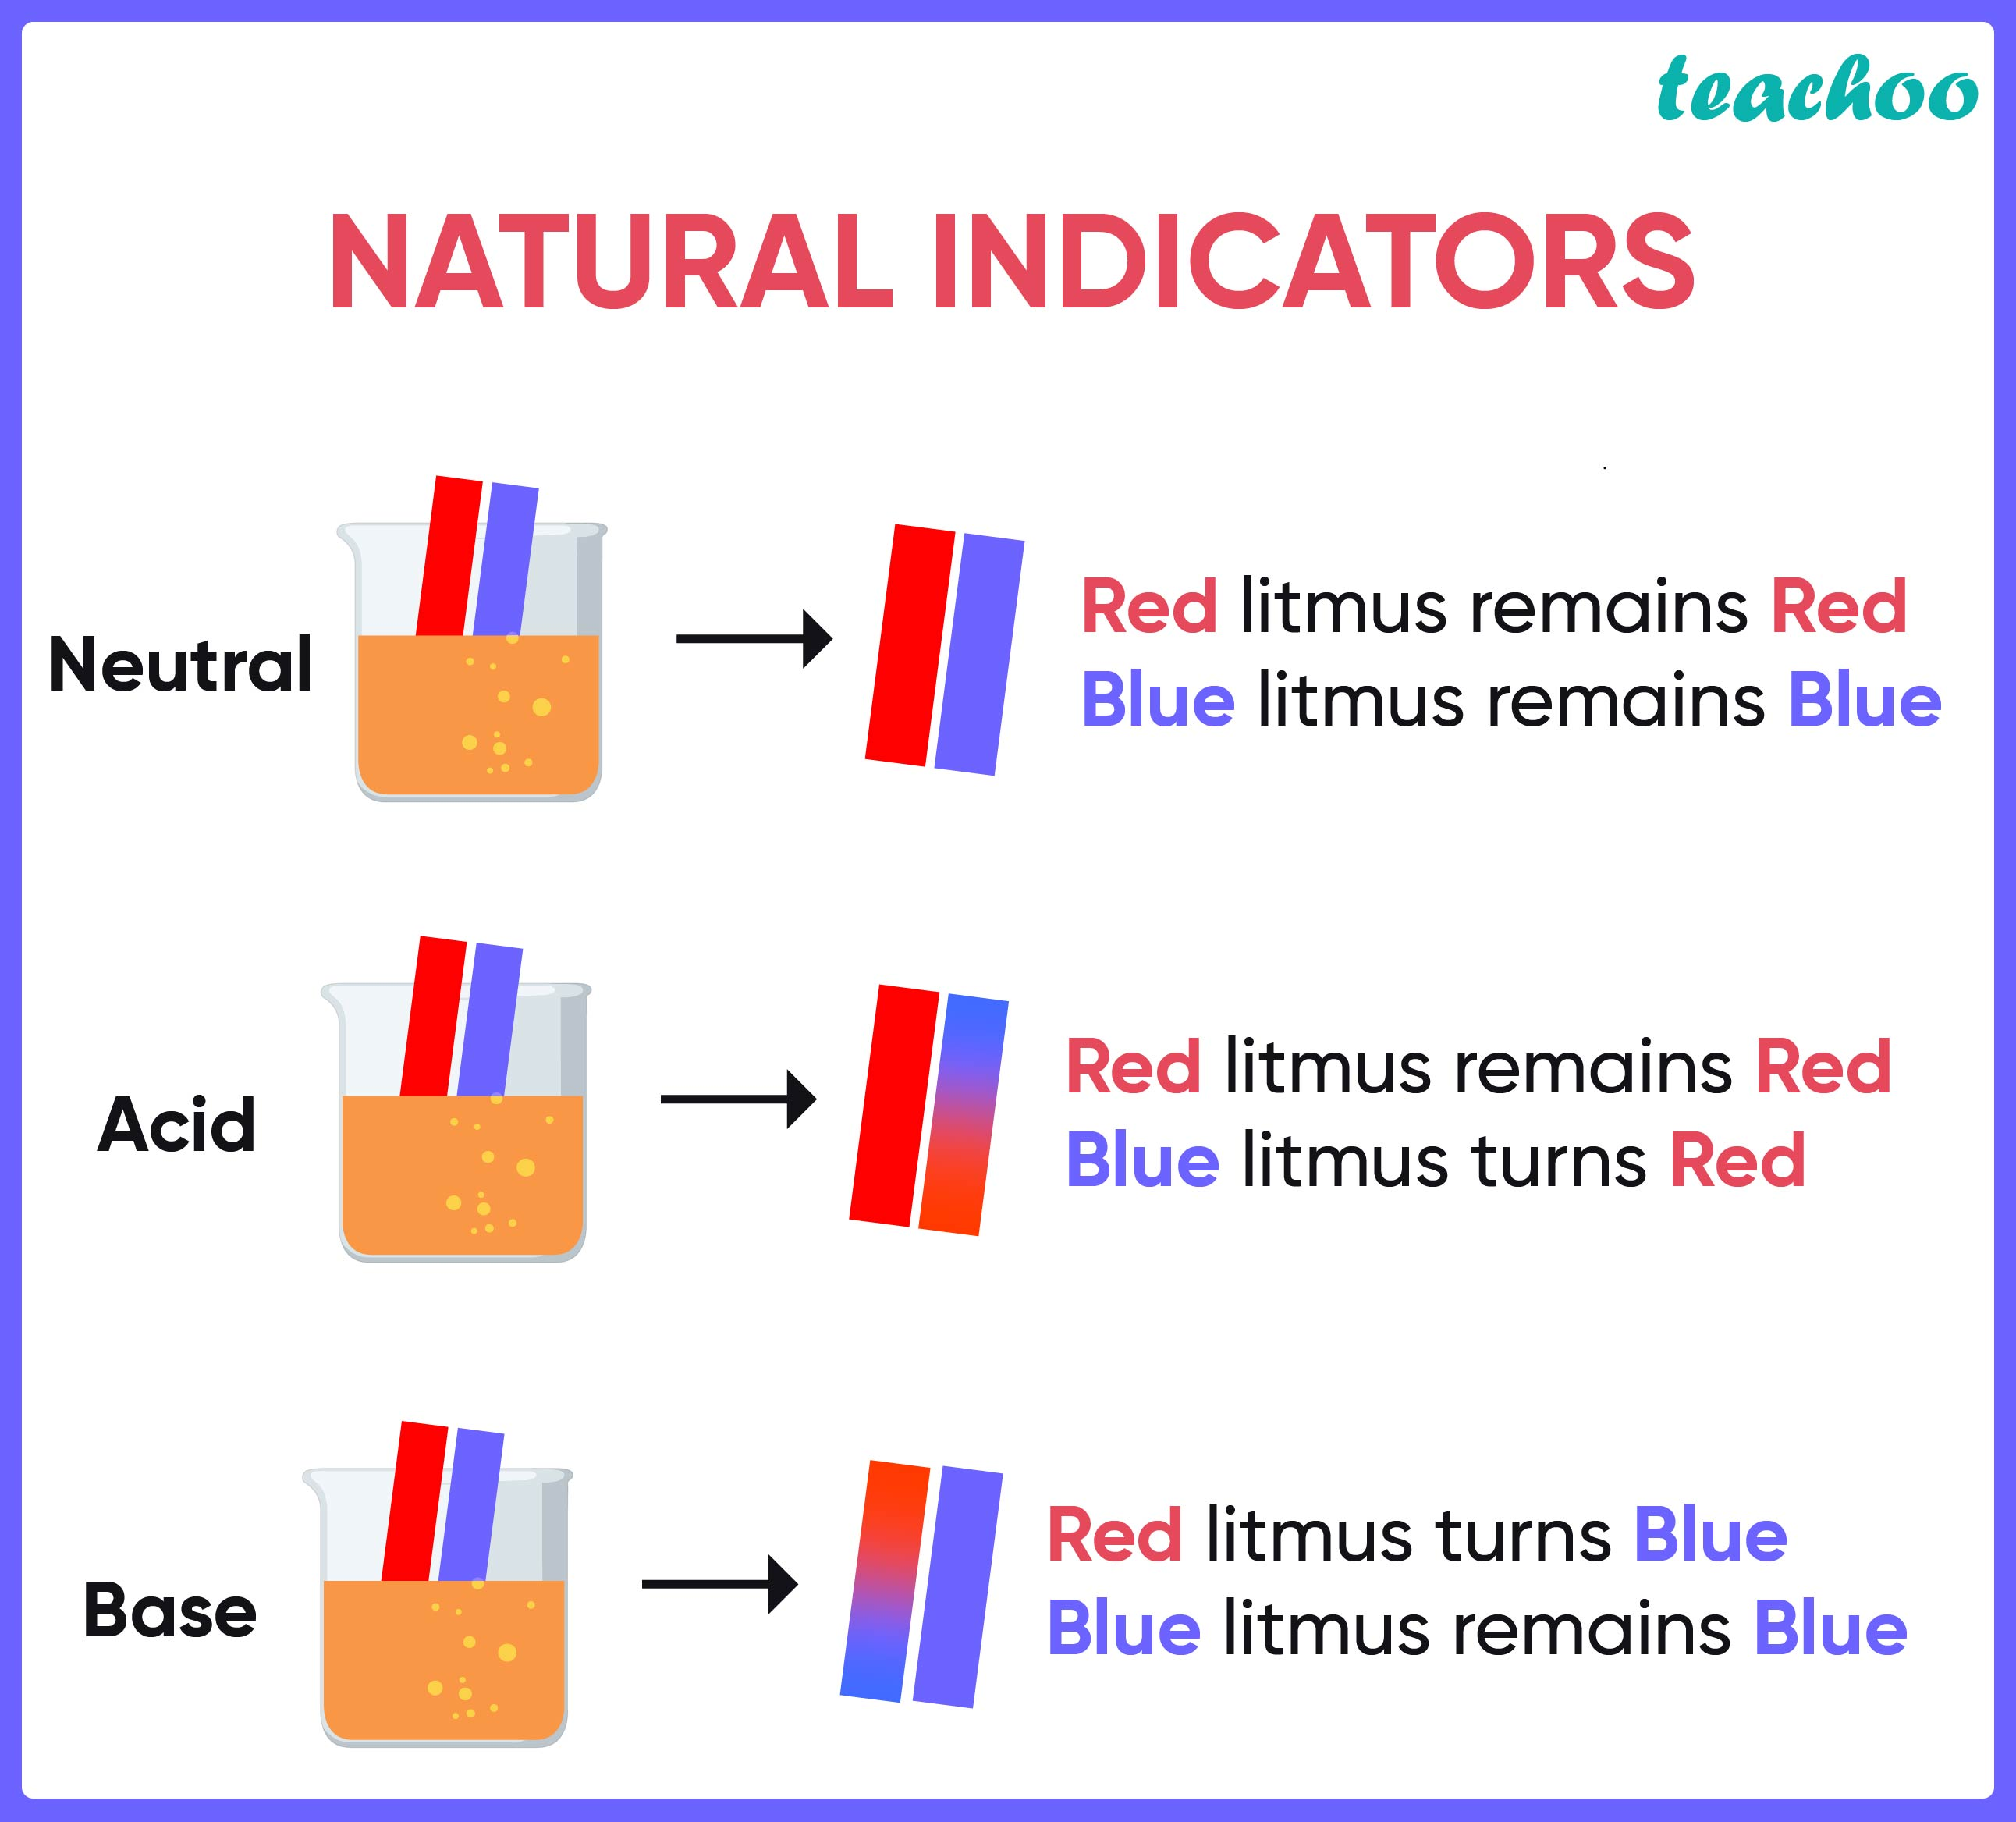 teachoo
NATURAL INDICATORS
Neutral
Red litmus remains Red
Blue litmus remains Blue
Acid
Red litmus remains Red
Blue litmus turns Red
Base
Red litmus turns Blue
Blue litmus remains Blue